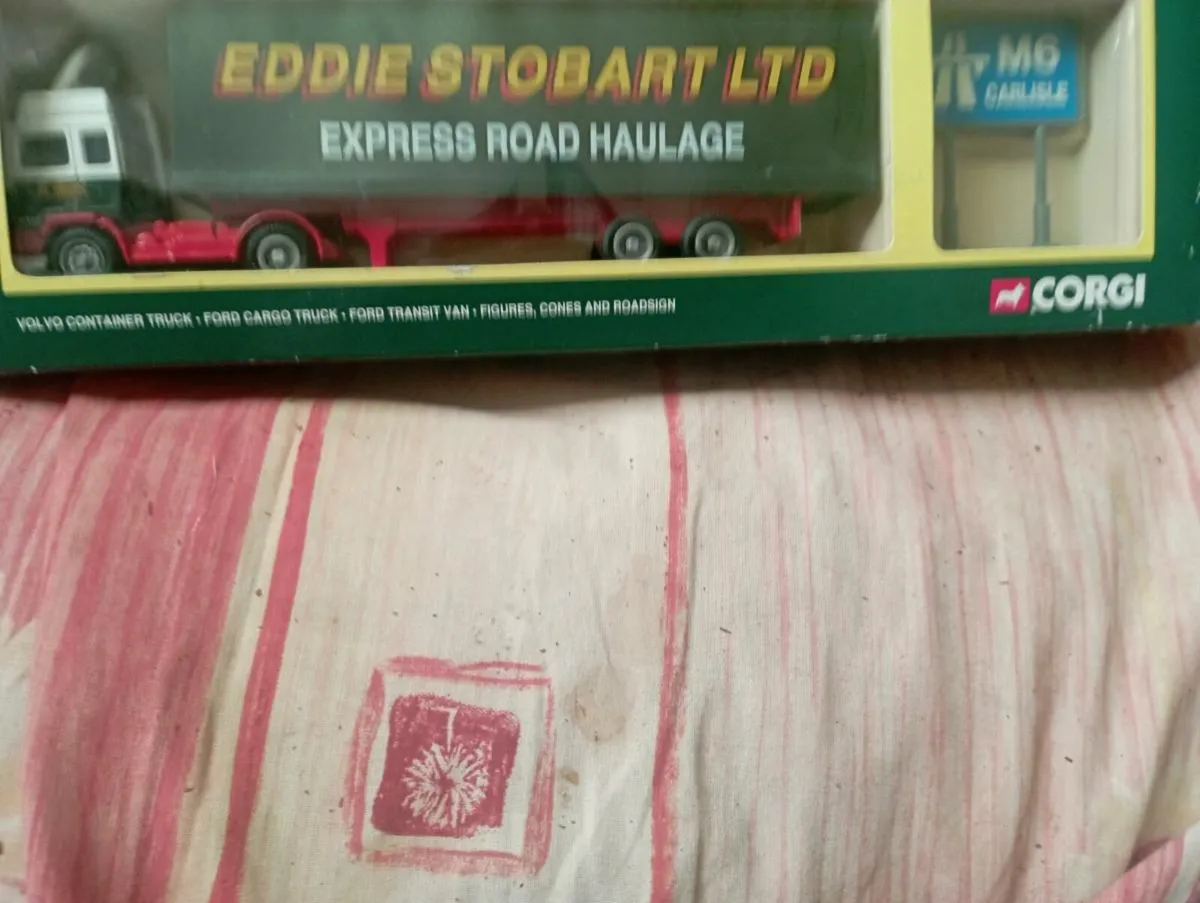 EDDIE STOBART LTD
EXPRESS ROAD HAULAGE
M6
CARLISLE
VOLVO CONTAINER TRUCK · FORD CARGO TRUCK · FORD TRANSIT VAN · FIGURES, CONES AND ROADSIGN
CORGI